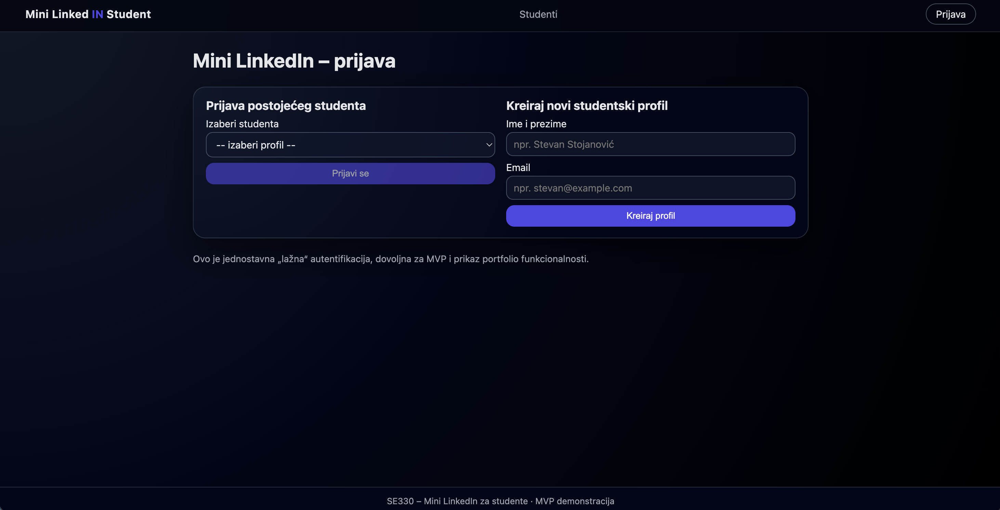 Mini Linked IN Student
Studenti
Prijava
Mini LinkedIn – prijava
Prijava postojećeg studenta
Izaberi studenta
-- izaberi profil --
Prijavi se
Kreiraj novi studentski profil
Ime i prezime
npr. Stevan Stojanović
Email
npr. stevan@example.com
Kreiraj profil
Ovo je jednostavna „lažna“ autentifikacija, dovoljna za MVP i prikaz portfolio funkcionalnosti.
SE330 – Mini LinkedIn za studente · MVP demonstracija